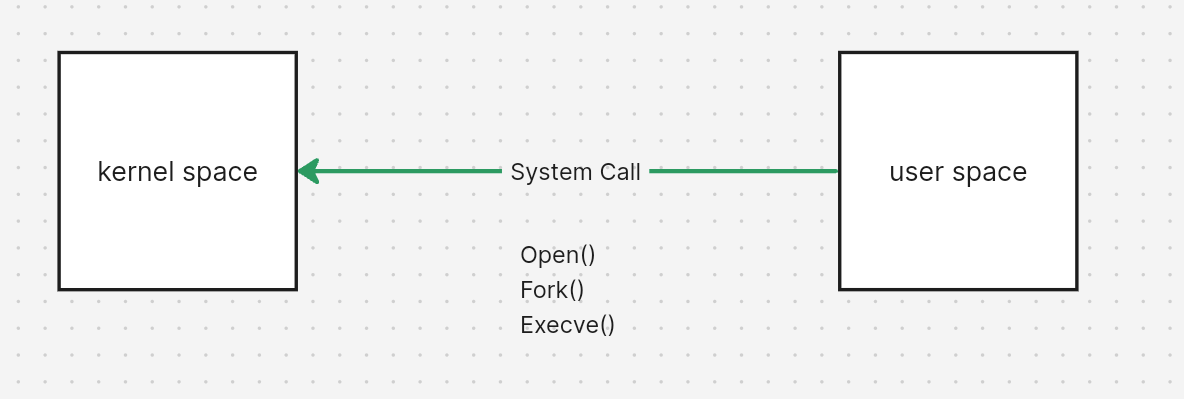 kernel space
System Call
user space
Open()
Fork()
Execve()